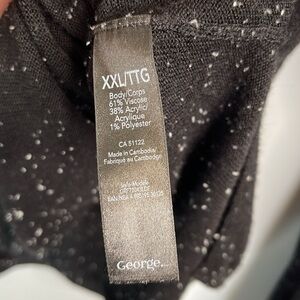 XXL/TTG
Body/Corps
61% Viscose
38% Acrylic/
Acrylique
1% Polyester
CA 51122
Made in Cambodia/
Fabriqué au Cambodge
George.